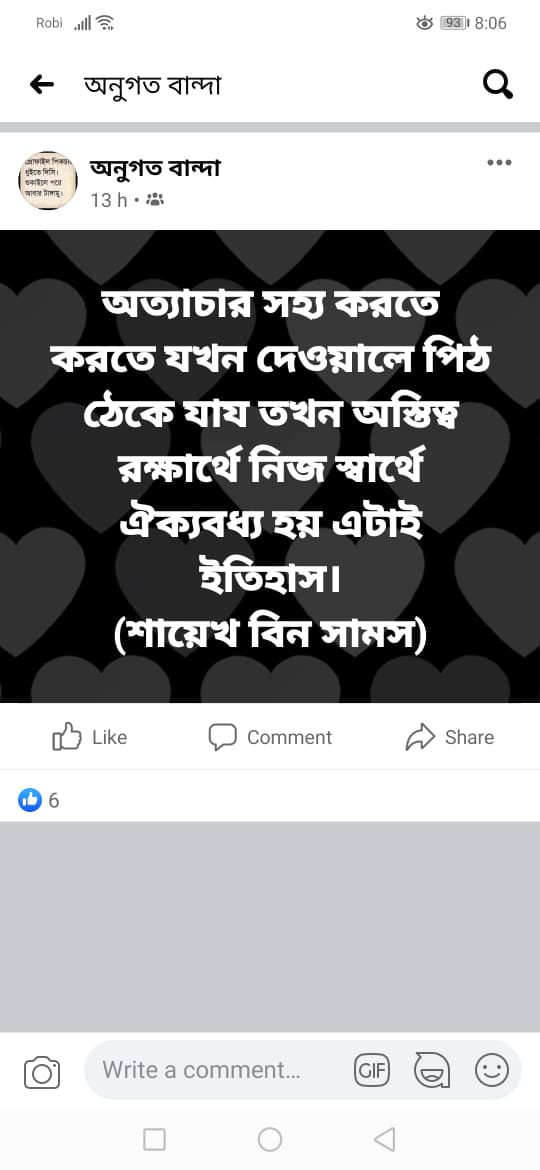 Robi 93 8:06
অনুগত বান্দা
অনুগত বান্দা
13 h
অত্যাচার সহ্য করতে
করতে যখন দেওয়ালে পিঠ
ঠেকে যায তখন অস্তিত্ব
রক্ষার্থে নিজ স্বার্থে
ঐক্যবধ্য হয় এটাই
ইতিহাস।
(শায়েখ বিন সামস)
Like Comment Share
6
Write a comment... GIF